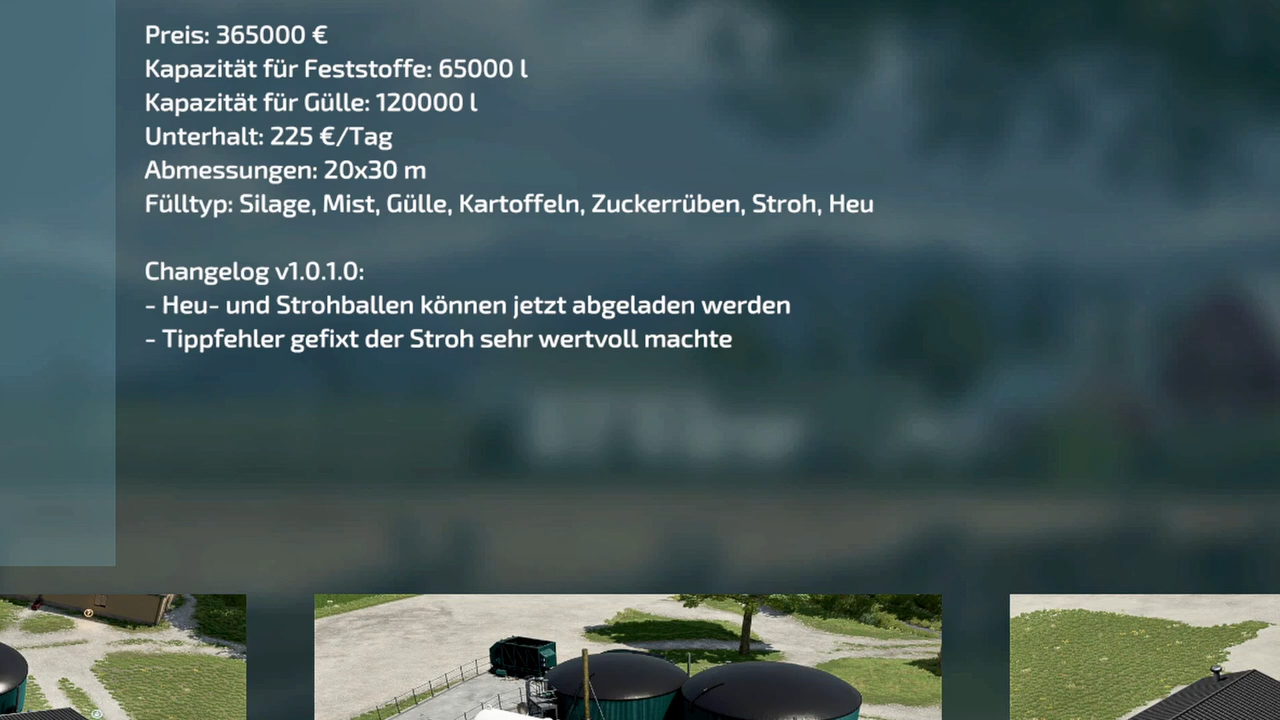 Preis: 365000 €
Kapazität für Feststoffe: 65000 l
Kapazität für Gülle: 120000 l
Unterhalt: 225 €/Tag
Abmessungen: 20x30 m
Fülltyp: Silage, Mist, Gülle, Kartoffeln, Zuckerrüben, Stroh, Heu
Changelog v1.0.1.0:
- Heu- und Strohballen können jetzt abgeladen werden
- Tippfehler gefixt der Stroh sehr wertvoll machte